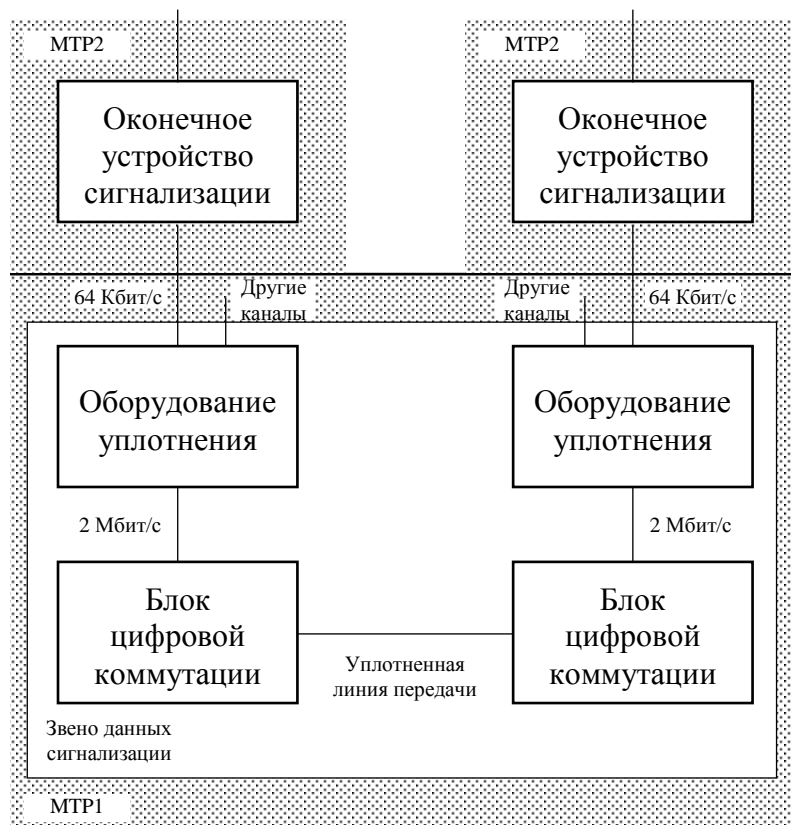 МТР2
МТР2
Оконечное
устройство
сигнализации
Оконечное
устройство
сигнализации
64 Кбит/с
Другие
каналы
Другие
каналы
64 Кбит/с
Оборудование
уплотнения
Оборудование
уплотнения
2 Мбит/с
2 Мбит/с
Блок
цифровой
коммутации
Блок
цифровой
коммутации
Уплотненная
линия передачи
Звено данных
сигнализации
МТР1